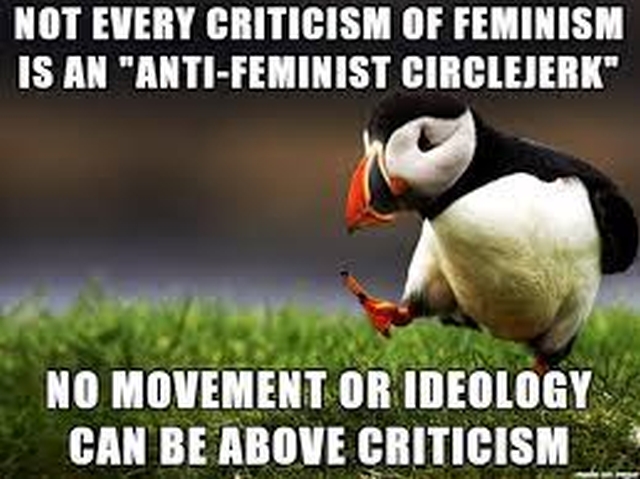 NOT EVERY CRITICISM OF FEMINISM
IS AN "ANTI-FEMINIST CIRCLEJERK"
NO MOVEMENT OR IDEOLOGY
CAN BE ABOVE CRITICISM